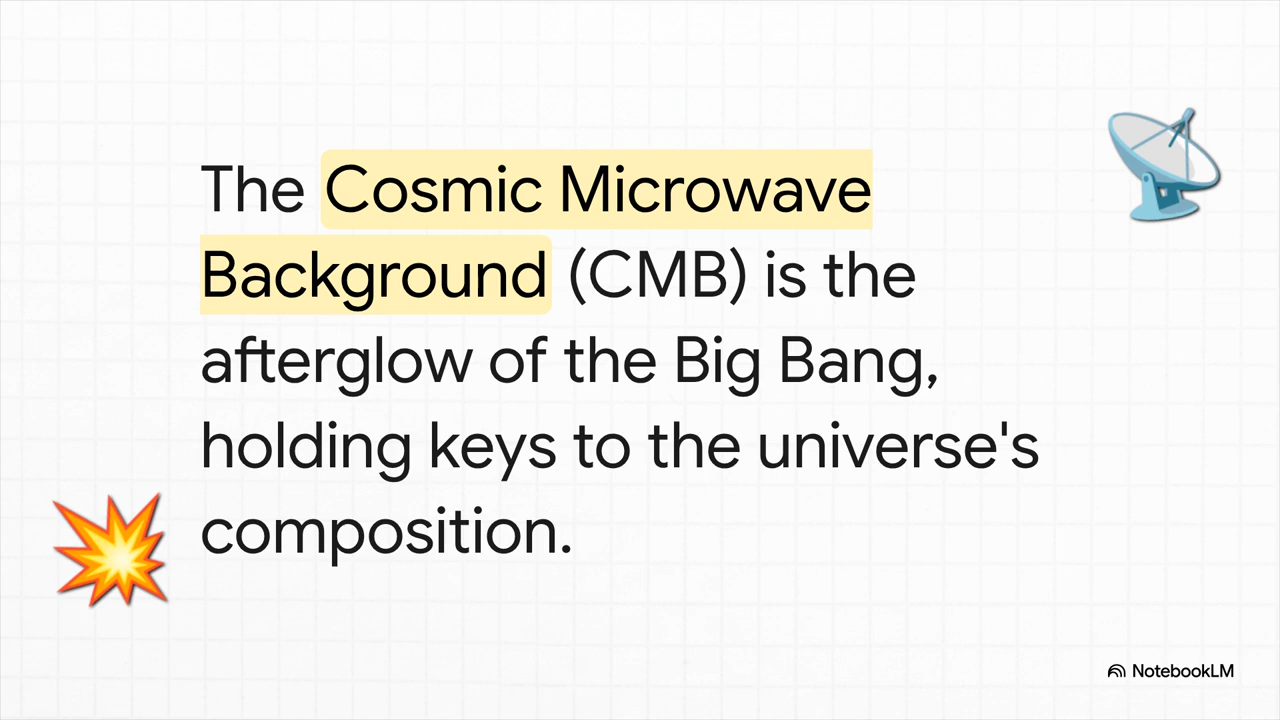 The Cosmic Microwave
Background (CMB) is the
afterglow of the Big Bang,
holding keys to the universe's
composition.
NotebookLM